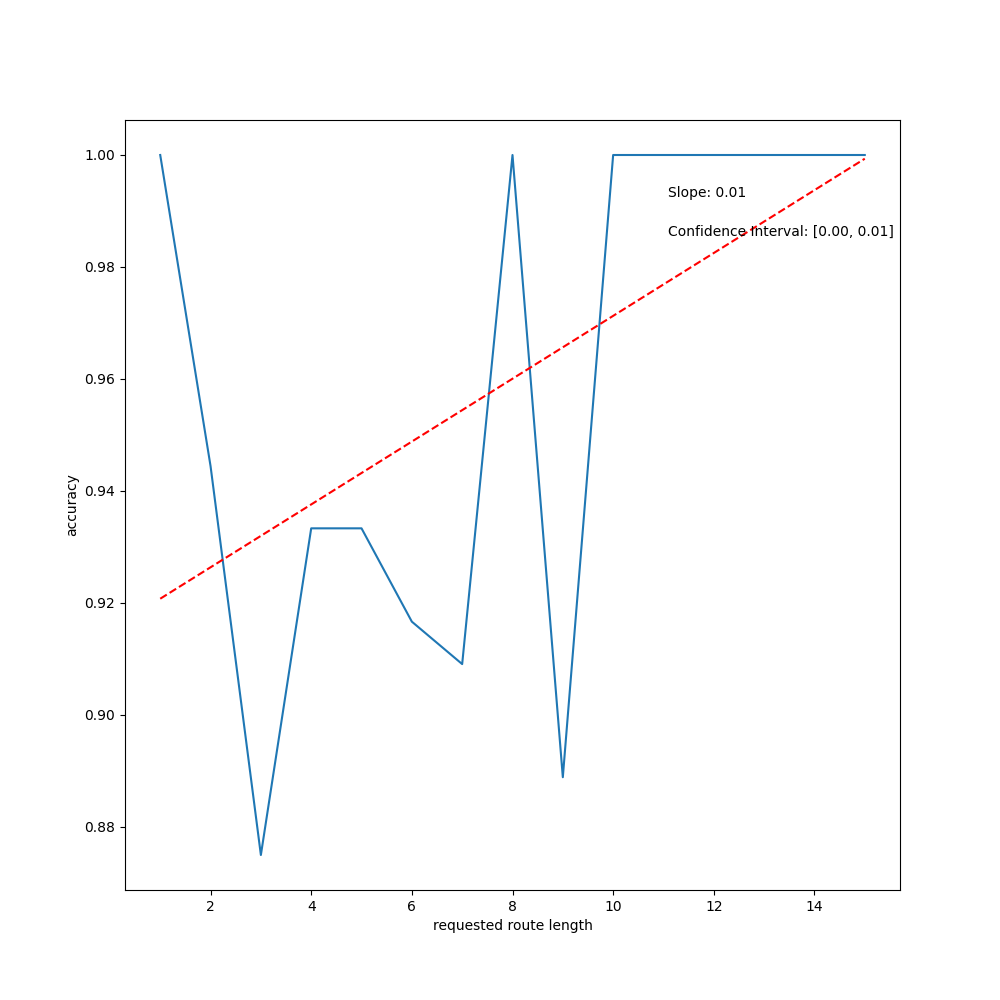 1.00
0.98
0.96
0.94
0.92
0.90
0.88
accuracy
Slope: 0.01
Confidence Interval: [0.00, 0.01]
2 4 6 8 10 12 14
requested route length